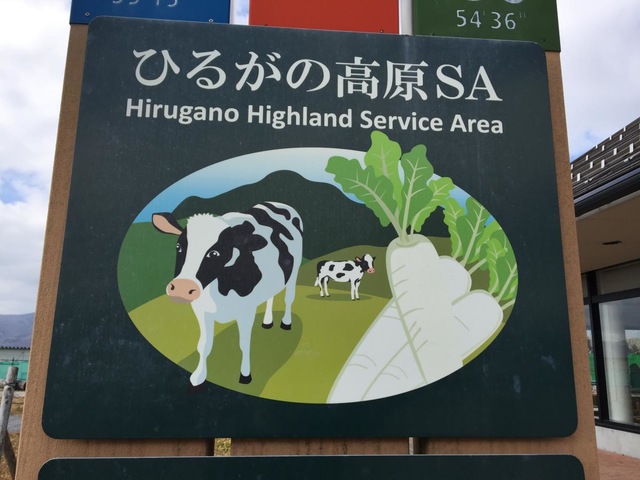 54'36"
ひるがの高原SA
Hirugano Highland Service Area